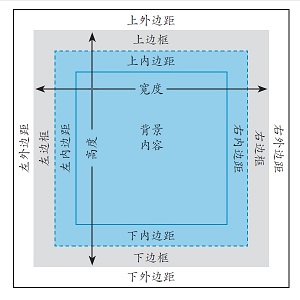 上外边距
上边框
上内边距
宽度
左外边距
左边框
左内边距
高度
背景
内容
右内边距
右边框
右外边距
下内边距
下边框
下外边距